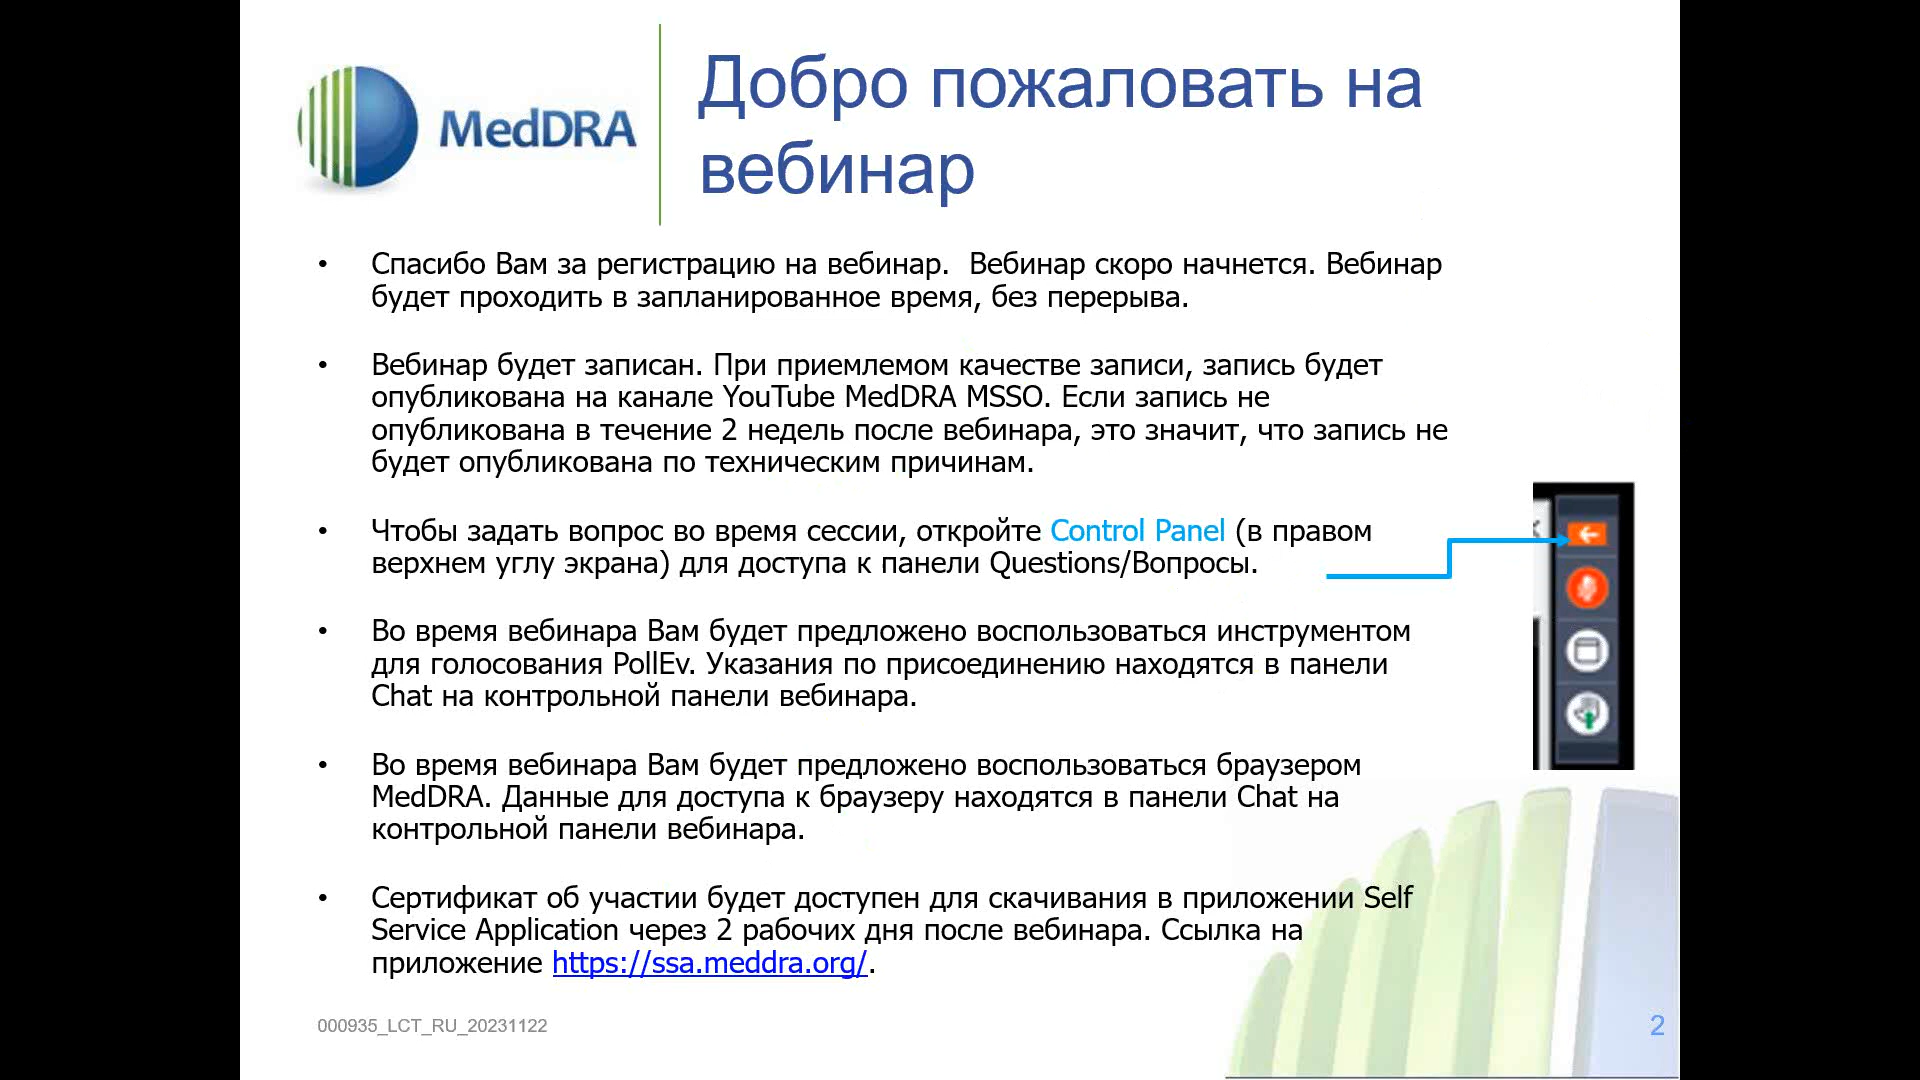 MedDRA
Добро пожаловать на
вебинар
• Спасибо Вам за регистрацию на вебинар.  Вебинар скоро начнется. Вебинар
будет проходить в запланированное время, без перерыва.
• Вебинар будет записан. При приемлемом качестве записи, запись будет
опубликована на канале YouTube MedDRA MSSO. Если запись не
опубликована в течение 2 недель после вебинара, это значит, что запись не
будет опубликована по техническим причинам.
• Чтобы задать вопрос во время сессии, откройте Control Panel (в правом
верхнем углу экрана) для доступа к панели Questions/Вопросы.
• Во время вебинара Вам будет предложено воспользоваться инструментом
для голосования PollEv. Указания по присоединению находятся в панели
Chat на контрольной панели вебинара.
• Во время вебинара Вам будет предложено воспользоваться браузером
MedDRA. Данные для доступа к браузеру находятся в панели Chat на
контрольной панели вебинара.
• Сертификат об участии будет доступен для скачивания в приложении Self
Service Application через 2 рабочих дня после вебинара. Ссылка на
приложение https://ssa.meddra.org/.
000935_LCT_RU_20231122
2